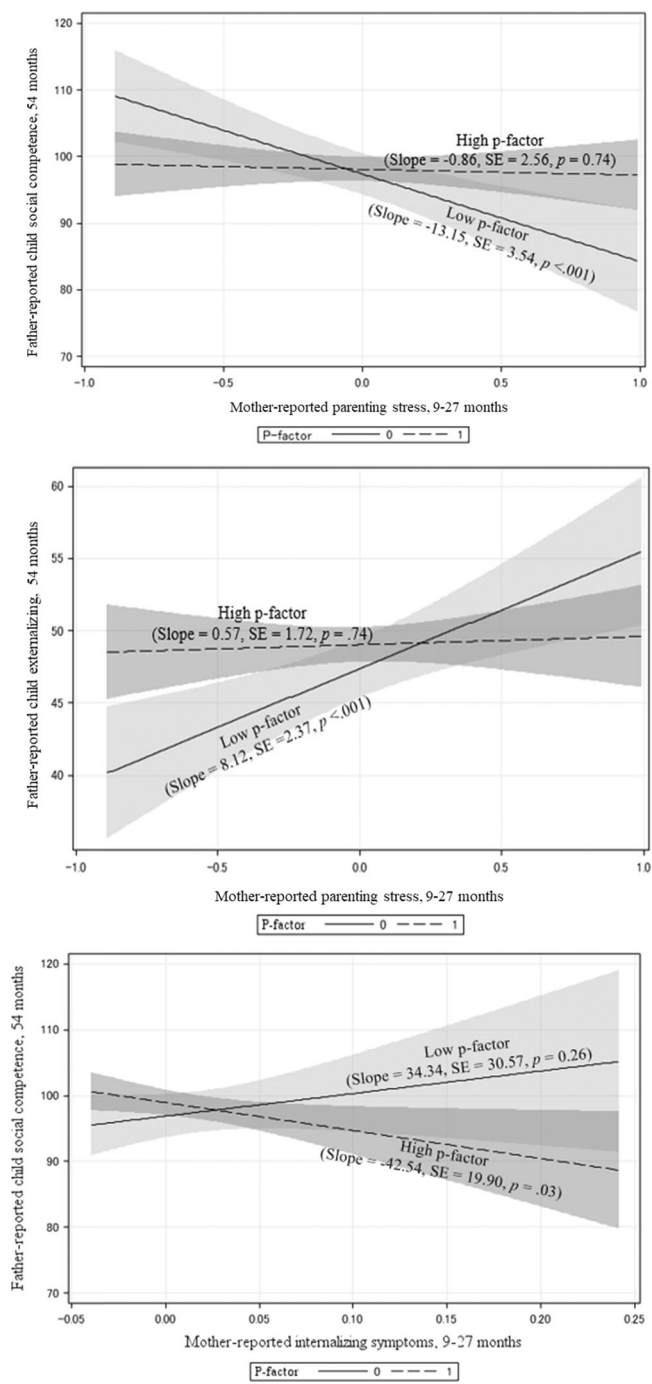 120
110
100
90
80
70
Father-reported child social competence, 54 months
High p-factor
(Slope = -0.86, SE = 2.56, p = 0.74)
Low p-factor
(Slope = -13.15, SE = 3.54, p <.001)
-1.0 -0.5 0.0 0.5 1.0
Mother-reported parenting stress, 9-27 months
P-factor 0 1
60
55
50
45
40
Father-reported child externalizing, 54 months
High p-factor
(Slope = 0.57, SE = 1.72, p = .74)
Low p-factor
(Slope = 8.12, SE =2.37, p <.001)
-1.0 -0.5 0.0 0.5 1.0
Mother-reported parenting stress, 9-27 months
P-factor 0 1
120
110
100
90
80
70
Father-reported child social competence, 54 months
Low p-factor
(Slope = 34.34, SE = 30.57, p = 0.26)
High p-factor
(Slope = -42.54, SE = 19.90, p = .03)
-0.05 0.00 0.05 0.10 0.15 0.20 0.25
Mother-reported internalizing symptoms, 9-27 months
P-factor 0 1